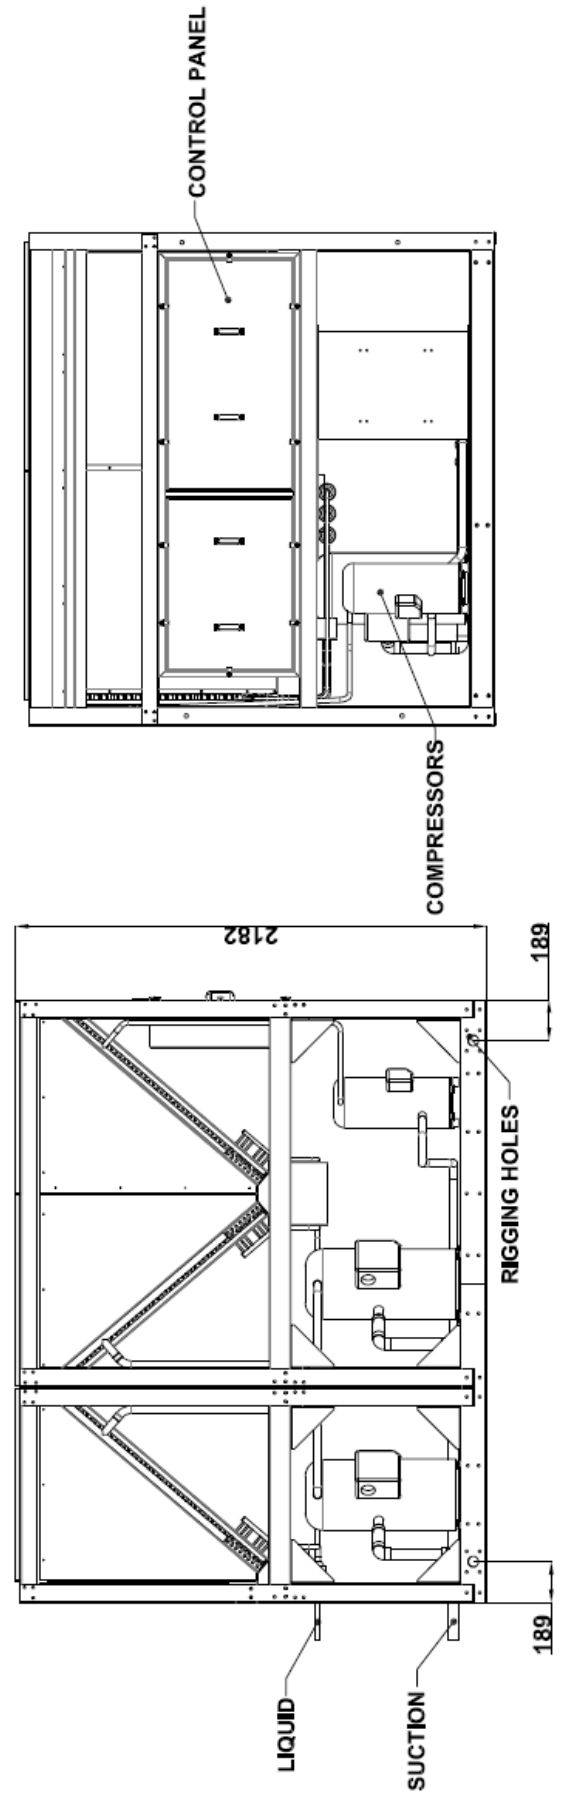 CONTROL PANEL
COMPRESSORS
2182
189
RIGGING HOLES
189
LIQUID
SUCTION